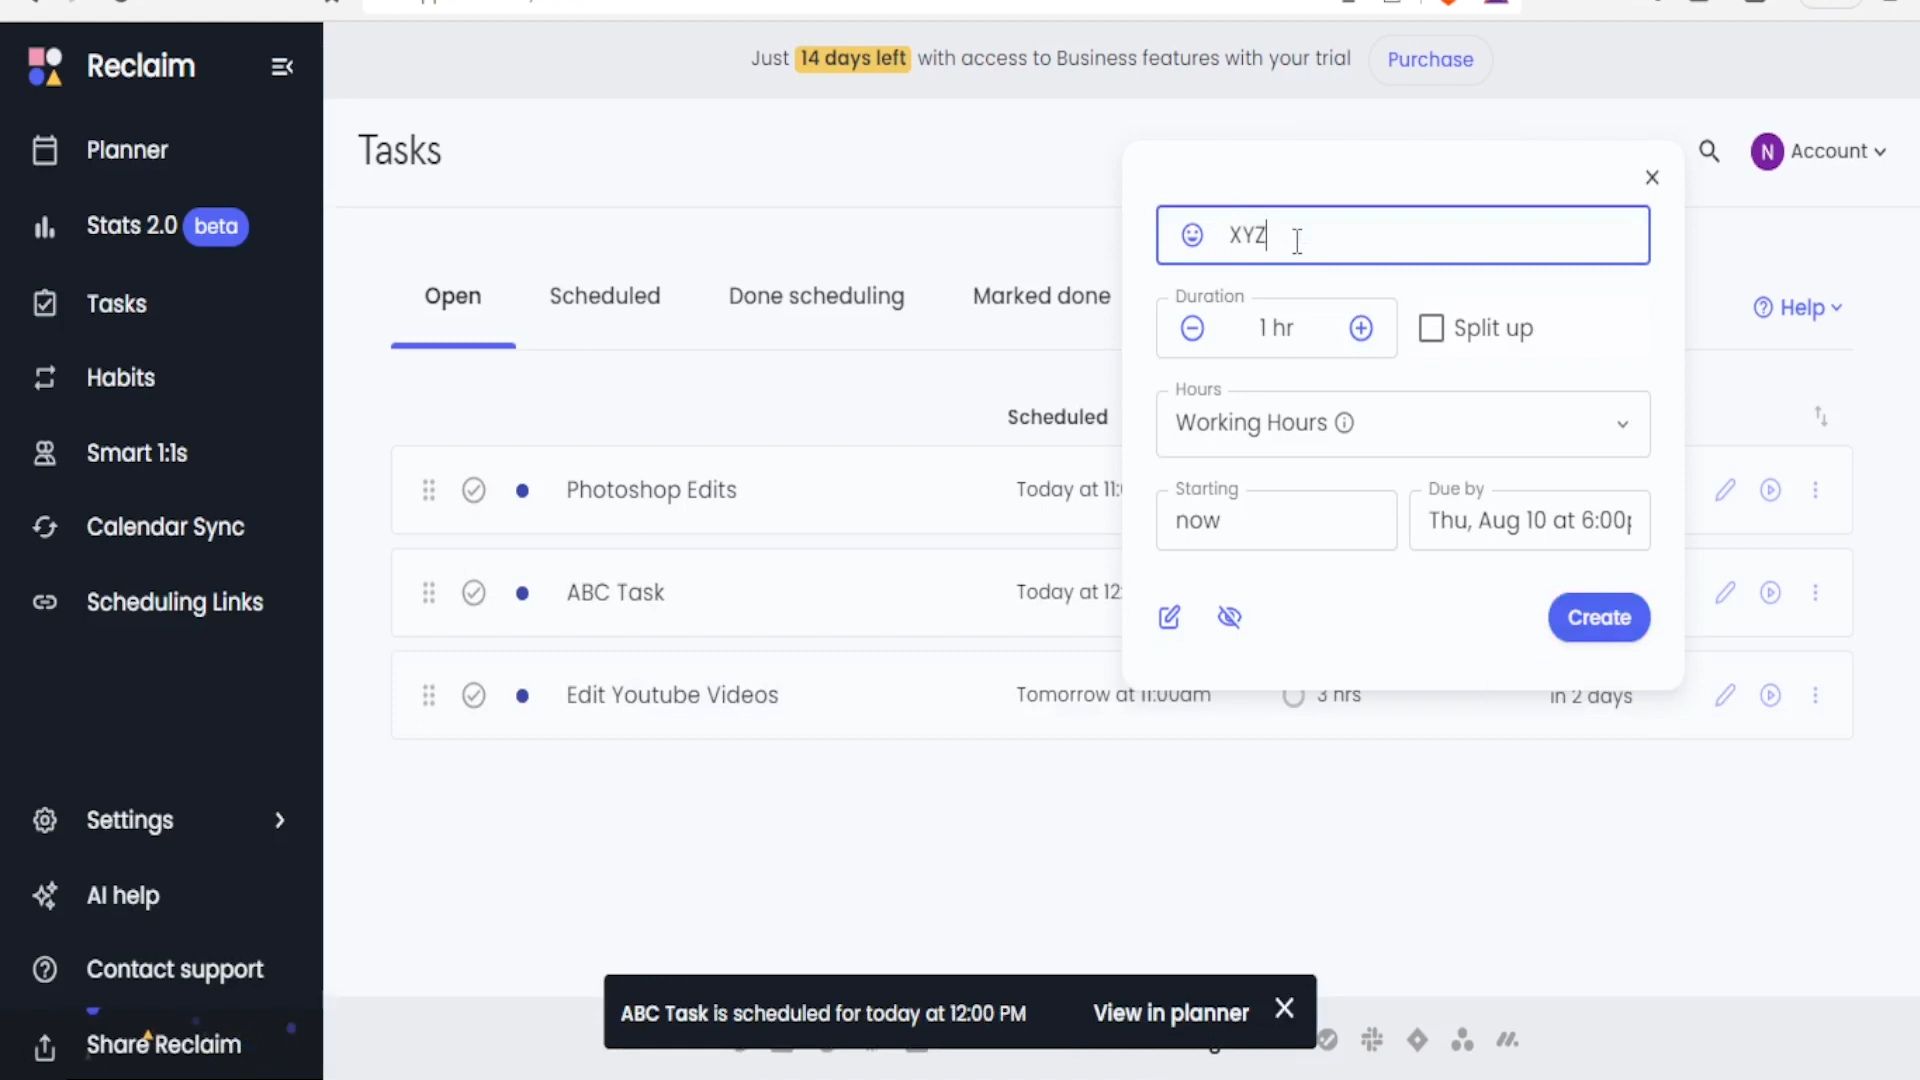 Reclaim
Just 14 days left with access to Business features with your trial
Purchase
Planner
Stats 2.0 beta
Tasks
Habits
Smart 1:1s
Calendar Sync
Scheduling Links
Settings
AI help
Contact support
Share Reclaim
Tasks
N Account
Open
Scheduled
Done scheduling
Marked done
Help
Scheduled
Photoshop Edits
Today at 11:
ABC Task
Today at 12:
Edit Youtube Videos
Tomorrow at 11:00am
3 hrs
in 2 days
XYZ
Duration
1 hr
Split up
Hours
Working Hours
Starting
now
Due by
Thu, Aug 10 at 6:00p
Create
ABC Task is scheduled for today at 12:00 PM
View in planner